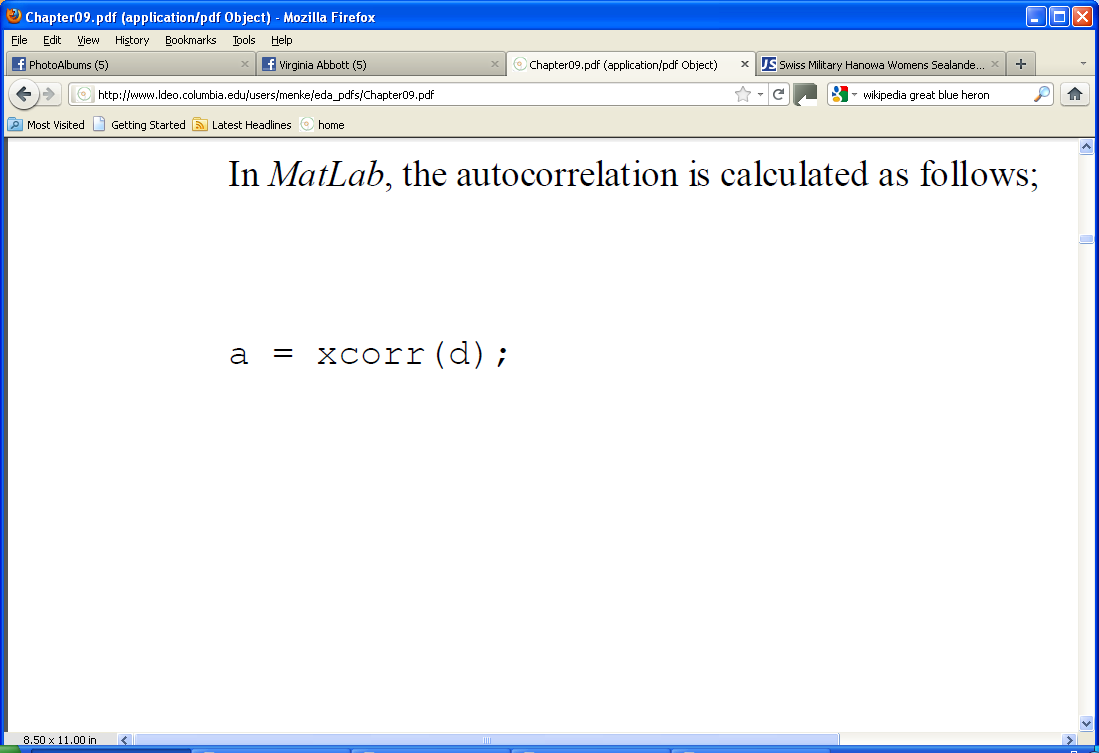 Chapter09.pdf (application/pdf Object) - Mozilla Firefox
File Edit View History Bookmarks Tools Help
PhotoAlbums (5) Virginia Abbott (5) Chapter09.pdf (application/pdf Object) Swiss Military Hanowa Womens Sealande...
http://www.ldeo.columbia.edu/users/menke/eda_pdfs/Chapter09.pdf wikipedia great blue heron
Most Visited Getting Started Latest Headlines home
In MatLab, the autocorrelation is calculated as follows;
a = xcorr(d);
8.50 x 11.00 in